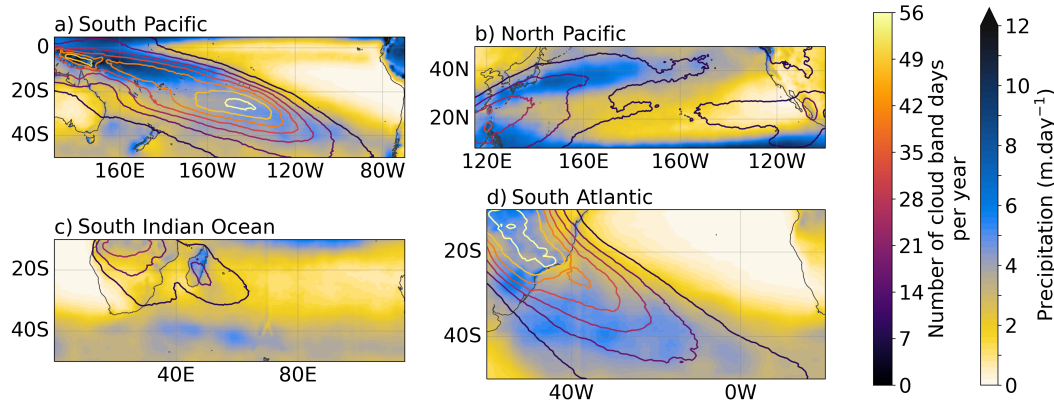 a) South Pacific
0
20S
40S
160E
160W
120W
80W
b) North Pacific
40N
20N
120E
160E
160W
120W
c) South Indian Ocean
20S
40S
40E
80E
d) South Atlantic
20S
40S
40W
0W
56
49
42
35
28
21
14
7
0
Number of cloud band days
per year
12
10
8
6
4
2
0
Precipitation (m.day⁻¹)